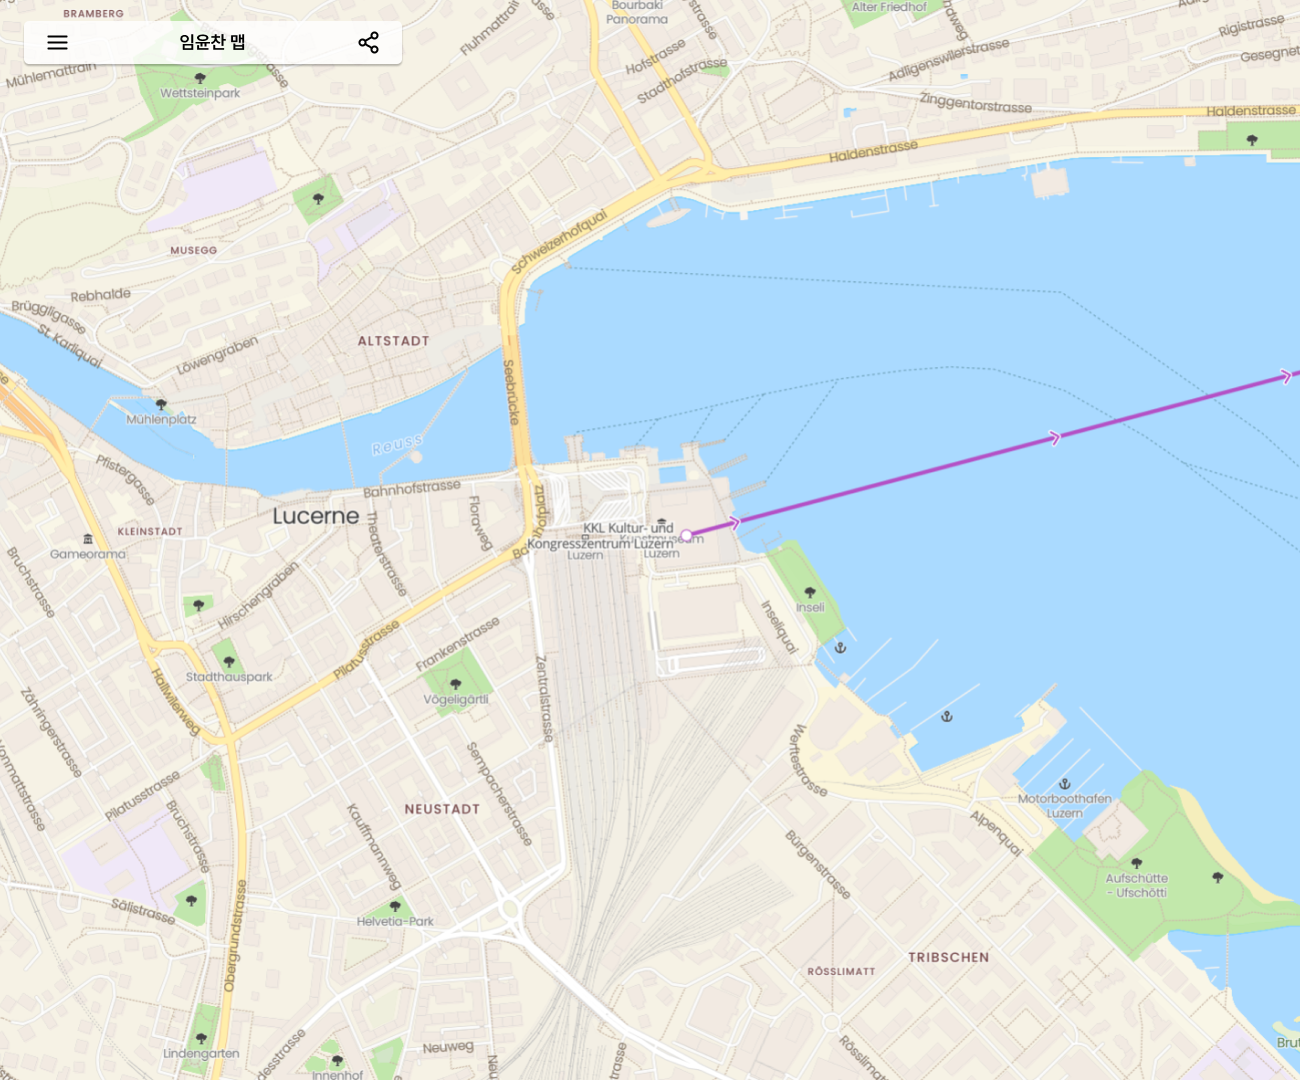 BRAMBERG
임윤찬 맵
Bourbaki
Panorama
Alter Friedhof
Fluhmattrain
Hofstrasse
Stadthofstrasse
Adligenswilerstrasse
Rigistrasse
Gesegnet
Mühlemattrain
Wettsteinpark
Zinggentorstrasse
Haldenstrasse
Haldenstrasse
Schweizerhofquai
MUSEGG
Rebhalde
Brüggligasse
St. Karliquai
Löwengraben
ALTSTADT
Seebrücke
Mühlenplatz
Reuss
Pfistergasse
Bahnhofstrasse
Lucerne
Theaterstrasse
Floraweg
Bahnhofplatz
KKL Kultur- und
Kongresszentrum Luzern
Kunstmuseum
Luzern
Luzern
KLEINSTADT
Gameorama
Bruchstrasse
Hirschengraben
Inseli
Inseliquai
Pilatusstrasse
Frankenstrasse
Stadthauspark
Vögeligärtli
Hallwilerweg
Zentralstrasse
Zähringerstrasse
Werftestrasse
Sempacherstrasse
Pilatusstrasse
Bruchstrasse
Kauffmannweg
NEUSTADT
Motorboothafen
Luzern
Alpenquai
Bürgenstrasse
Aufschütte
- Ufschötti
Sälistrasse
Helvetia-Park
Obergrundstrasse
TRIBSCHEN
RÖSSLIMATT
Lindengarten
Neuweg
Innenhof
Rösslimat